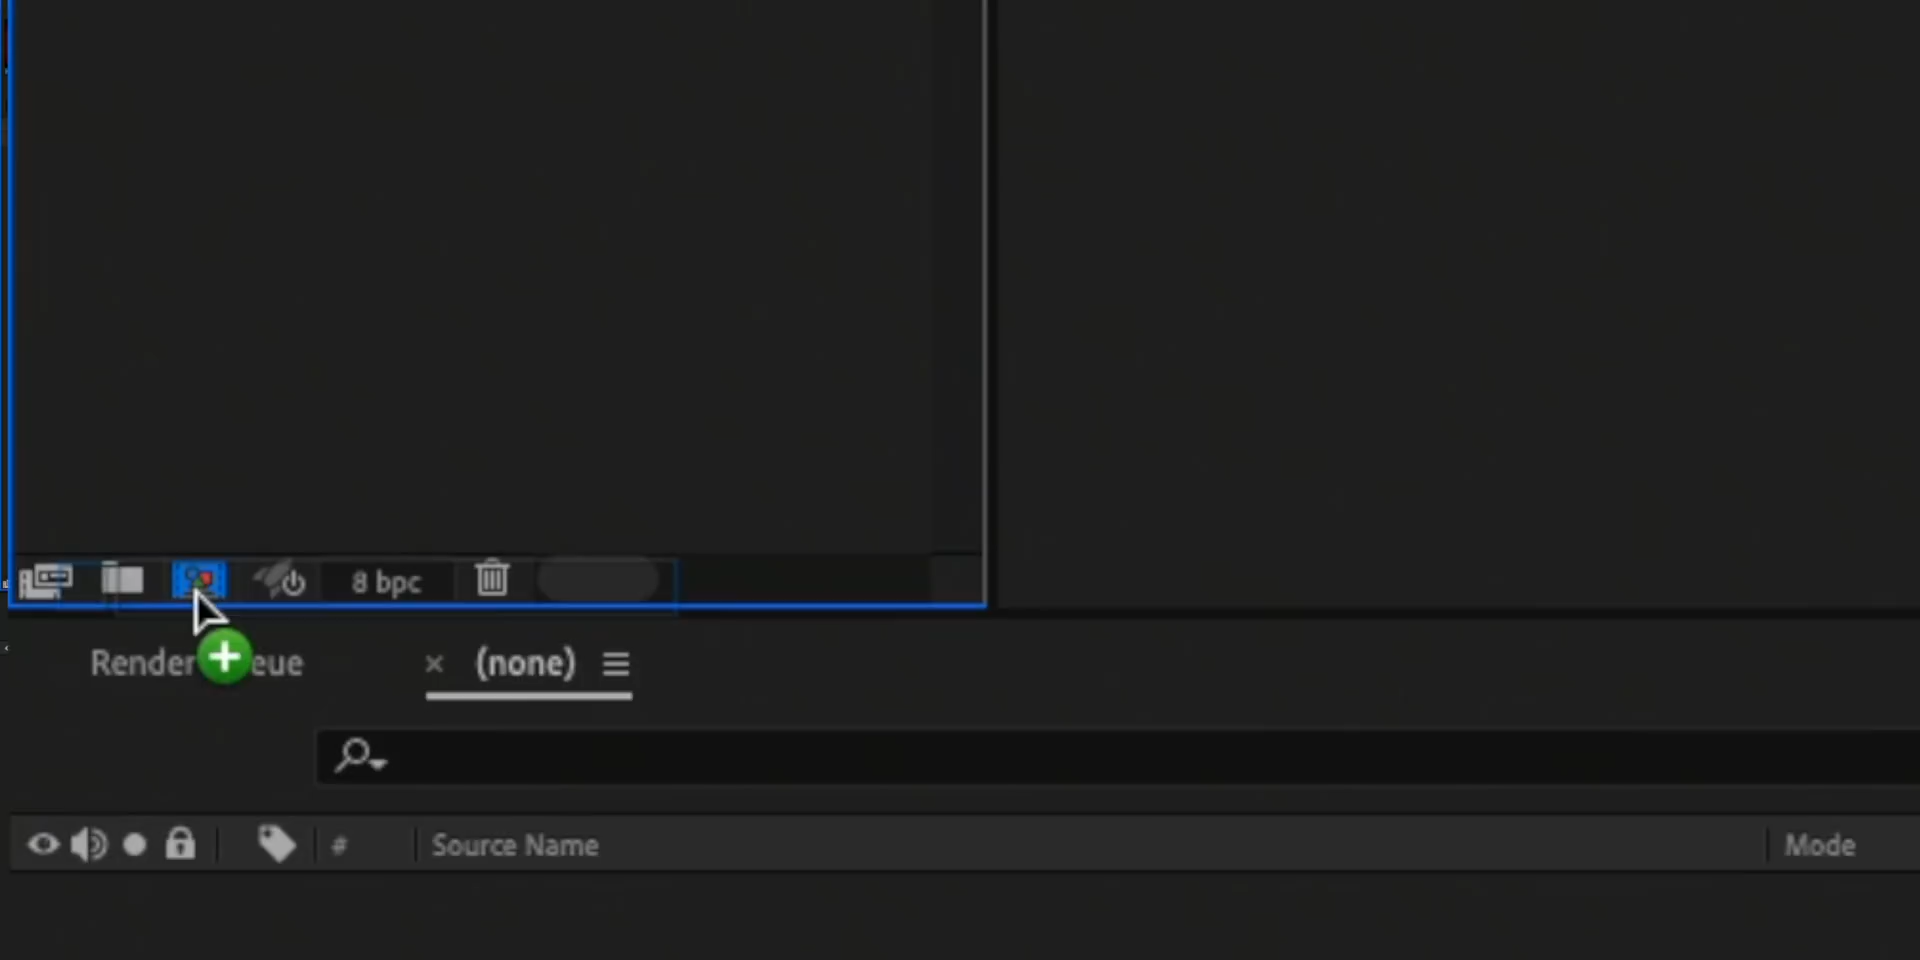 8 bpc
Render eue
× (none)
#
Source Name
Mode